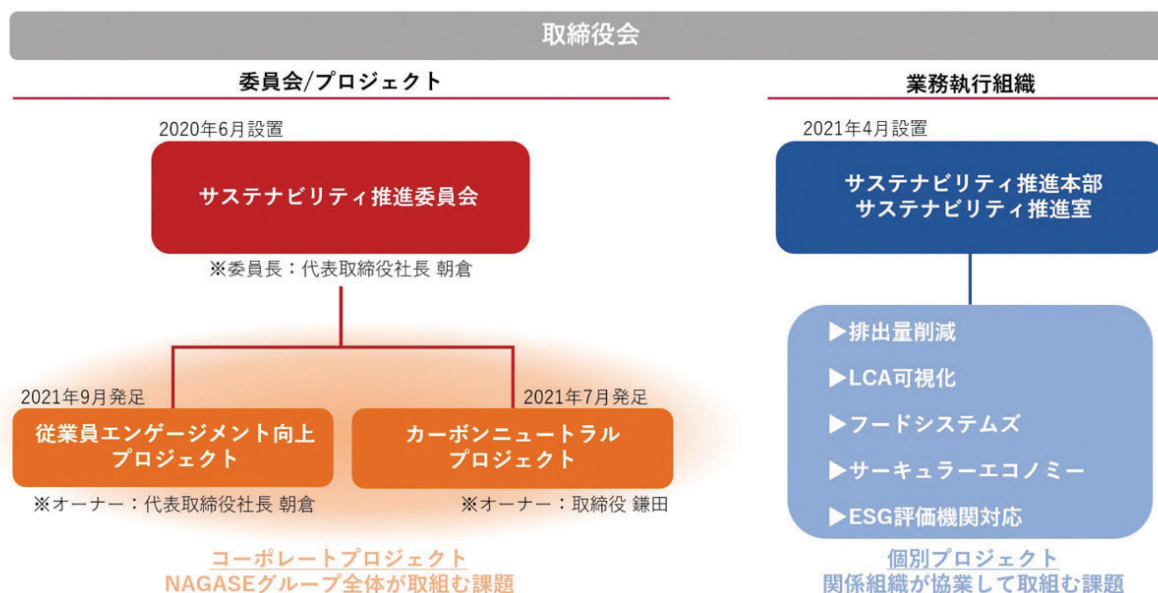 取締役会
委員会/プロジェクト
2020年6月設置
サステナビリティ推進委員会
※委員長：代表取締役社長 朝倉
2021年9月発足
従業員エンゲージメント向上
プロジェクト
※オーナー：代表取締役社長 朝倉
2021年7月発足
カーボンニュートラル
プロジェクト
※オーナー：取締役 鎌田
コーポレートプロジェクト
NAGASEグループ全体が取組む課題
業務執行組織
2021年4月設置
サステナビリティ推進本部
サステナビリティ推進室
▶排出量削減
▶LCA可視化
▶フードシステムズ
▶サーキュラーエコノミー
▶ESG評価機関対応
個別プロジェクト
関係組織が協業して取組む課題